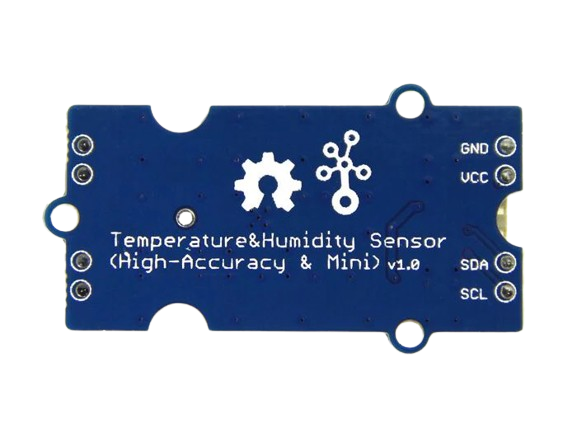 GND
VCC
Temperature&Humidity Sensor
(High-Accuracy & Mini) v1.0
SDA
SCL